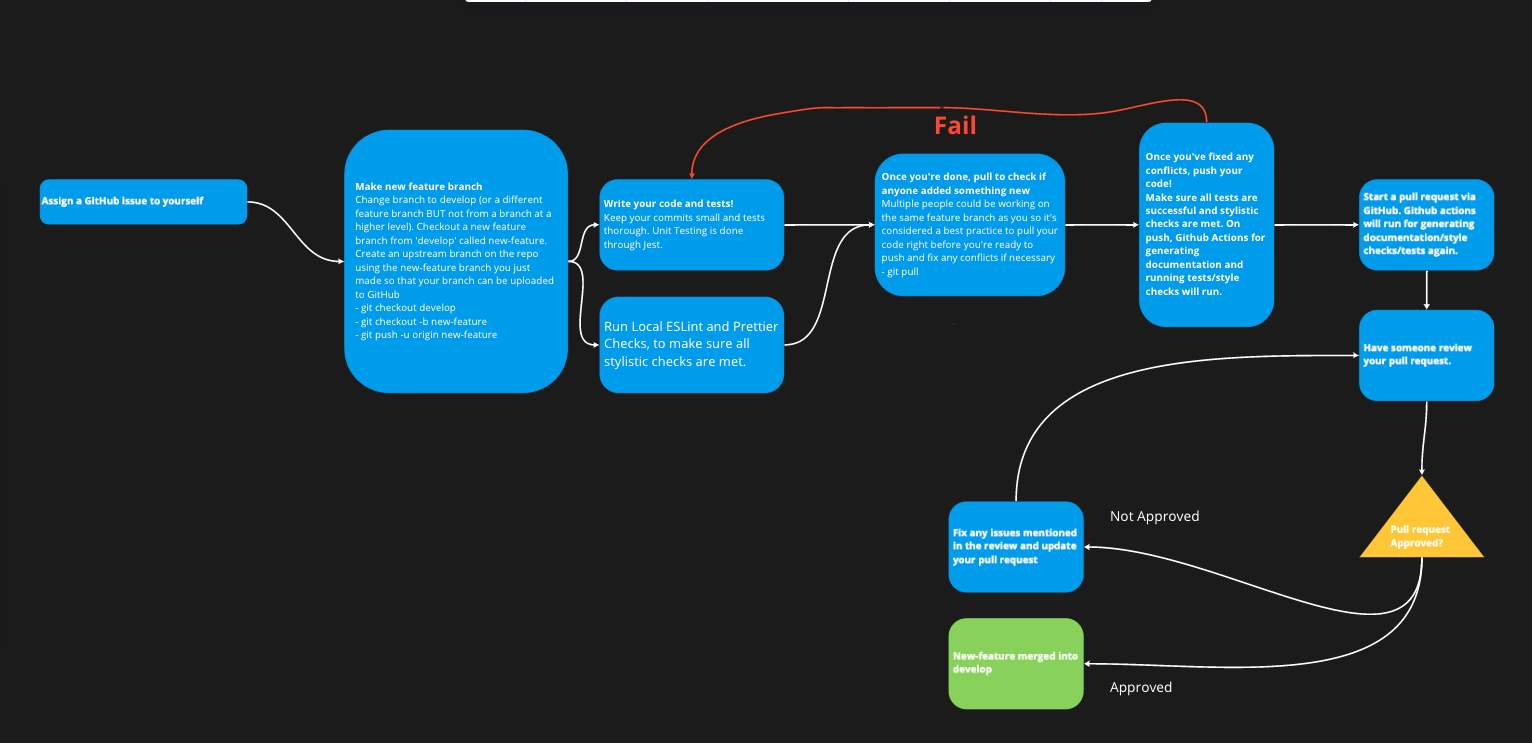 Fail
Assign a GitHub issue to yourself
Make new feature branch
Change branch to develop (or a different
feature branch BUT not from a branch at a
higher level). Checkout a new feature
branch from 'develop' called new-feature.
Create an upstream branch on the repo
using the new-feature branch you just
made so that your branch can be uploaded
to GitHub
- git checkout develop
- git checkout -b new-feature
- git push -u origin new-feature
Write your code and tests!
Keep your commits small and tests
thorough. Unit Testing is done
through Jest.
Run Local ESLint and Prettier
Checks, to make sure all
stylistic checks are met.
Once you're done, pull to check if
anyone added something new
Multiple people could be working on
the same feature branch as you so it's
considered a best practice to pull your
code right before you're ready to
push and fix any conflicts if necessary
- git pull
Once you've fixed any
conflicts, push your
code!
Make sure all tests are
successful and stylistic
checks are met. On
push, Github Actions for
generating
documentation and
running tests/style
checks will run.
Start a pull request via
GitHub. Github actions
will run for generating
documentation/style
checks/tests again.
Have someone review
your pull request.
Pull request
Approved?
Not Approved
Fix any issues mentioned
in the review and update
your pull request
New-feature merged into
develop
Approved